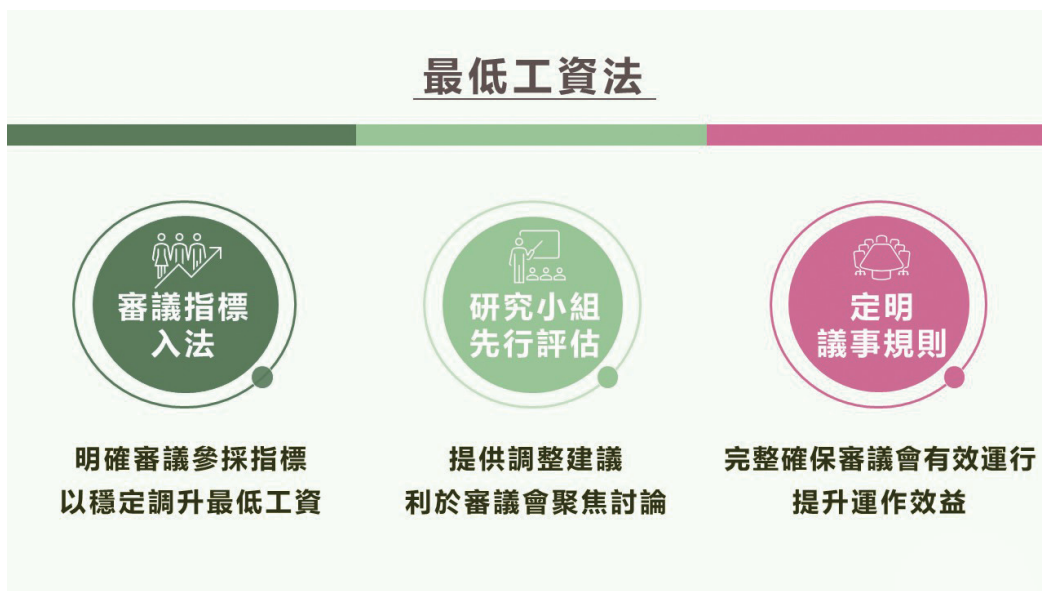 最低工資法
審議指標
入法
研究小組
先行評估
定明
議事規則
明確審議參採指標
以穩定調升最低工資
提供調整建議
利於審議會聚焦討論
完整確保審議會有效運行
提升運作效益